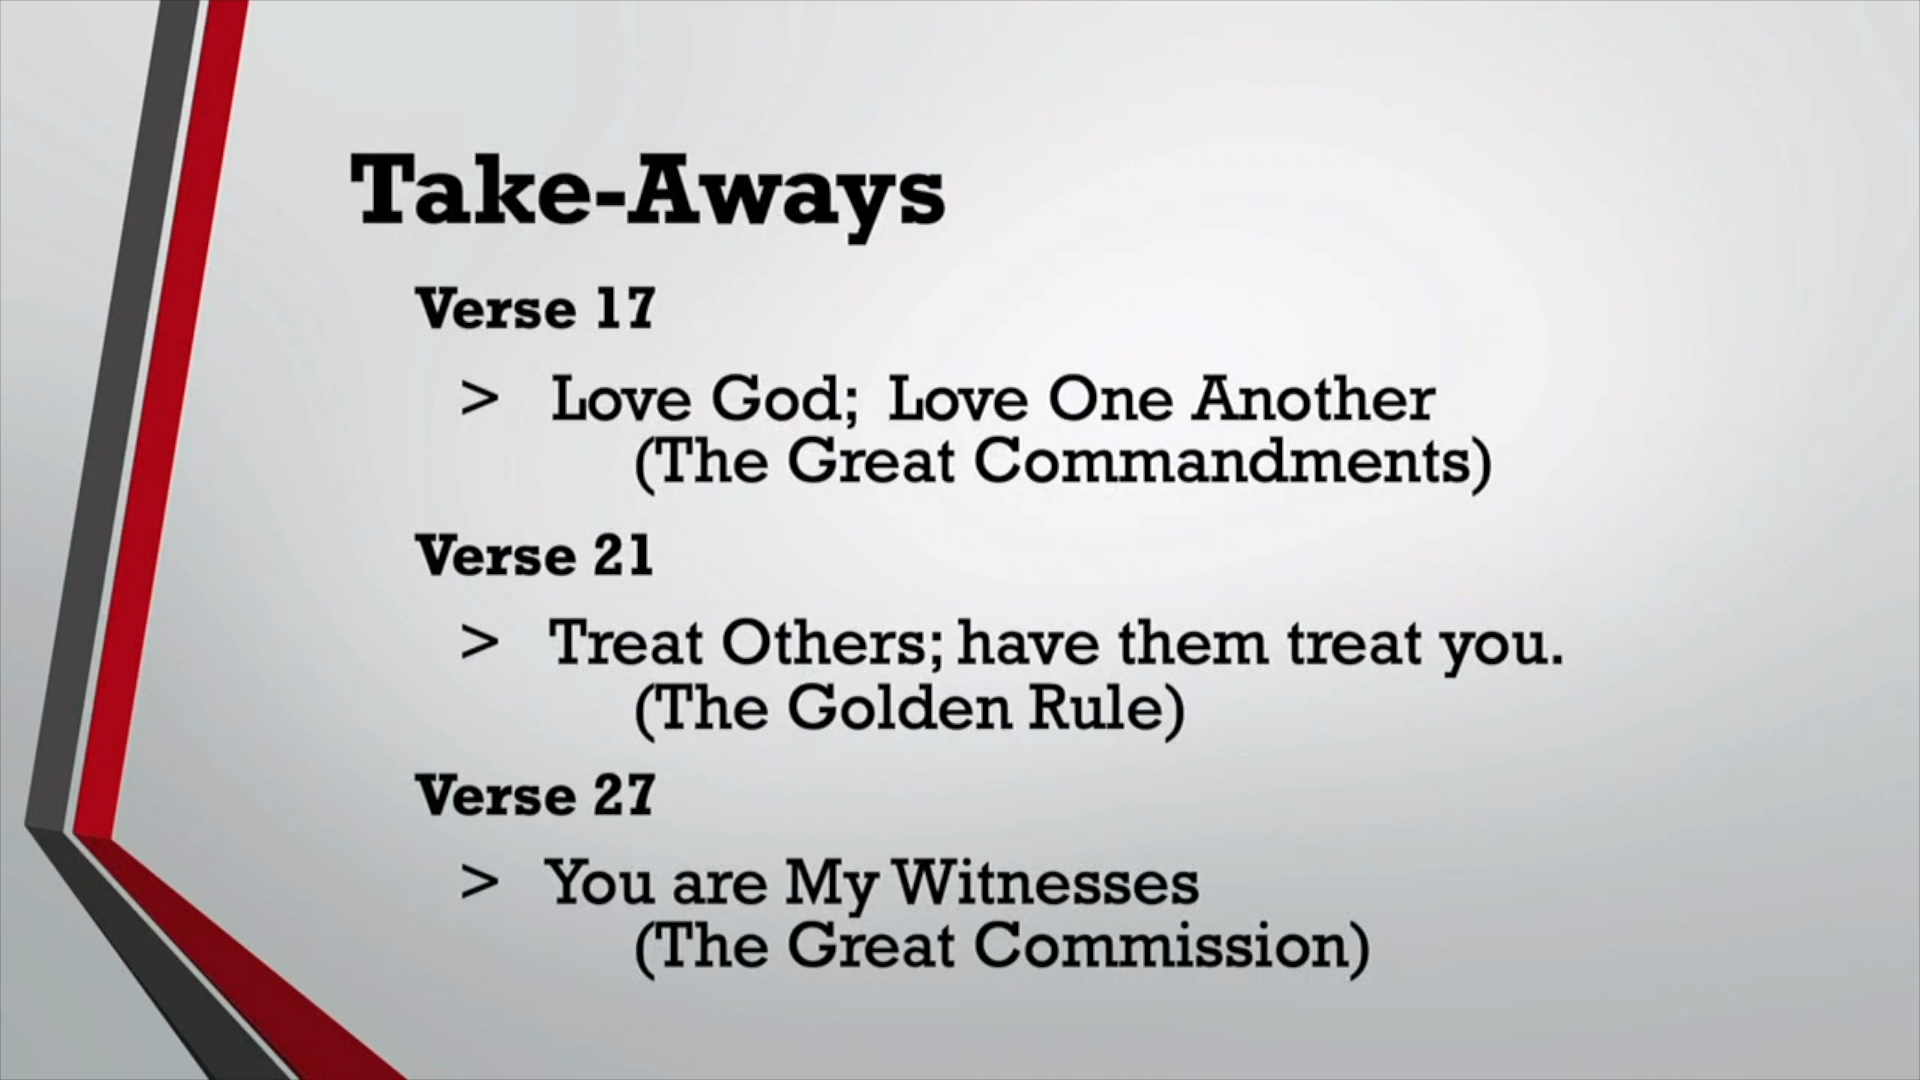 Take-Aways
Verse 17
> Love God; Love One Another
(The Great Commandments)
Verse 21
> Treat Others; have them treat you.
(The Golden Rule)
Verse 27
> You are My Witnesses
(The Great Commission)